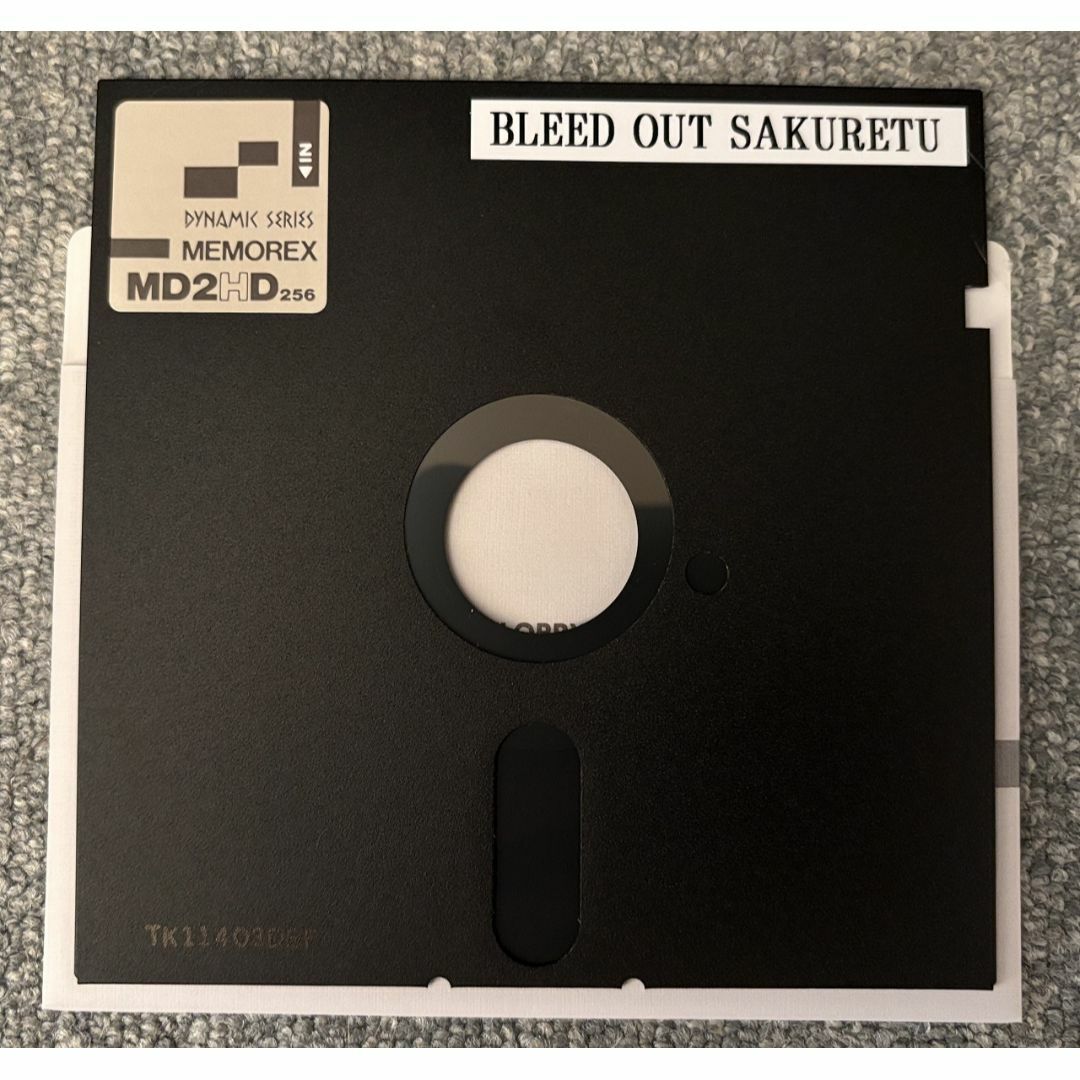 BLEED OUT SAKURETU
IN
DYNAMIC SERIES
MEMOREX
MD2HD256